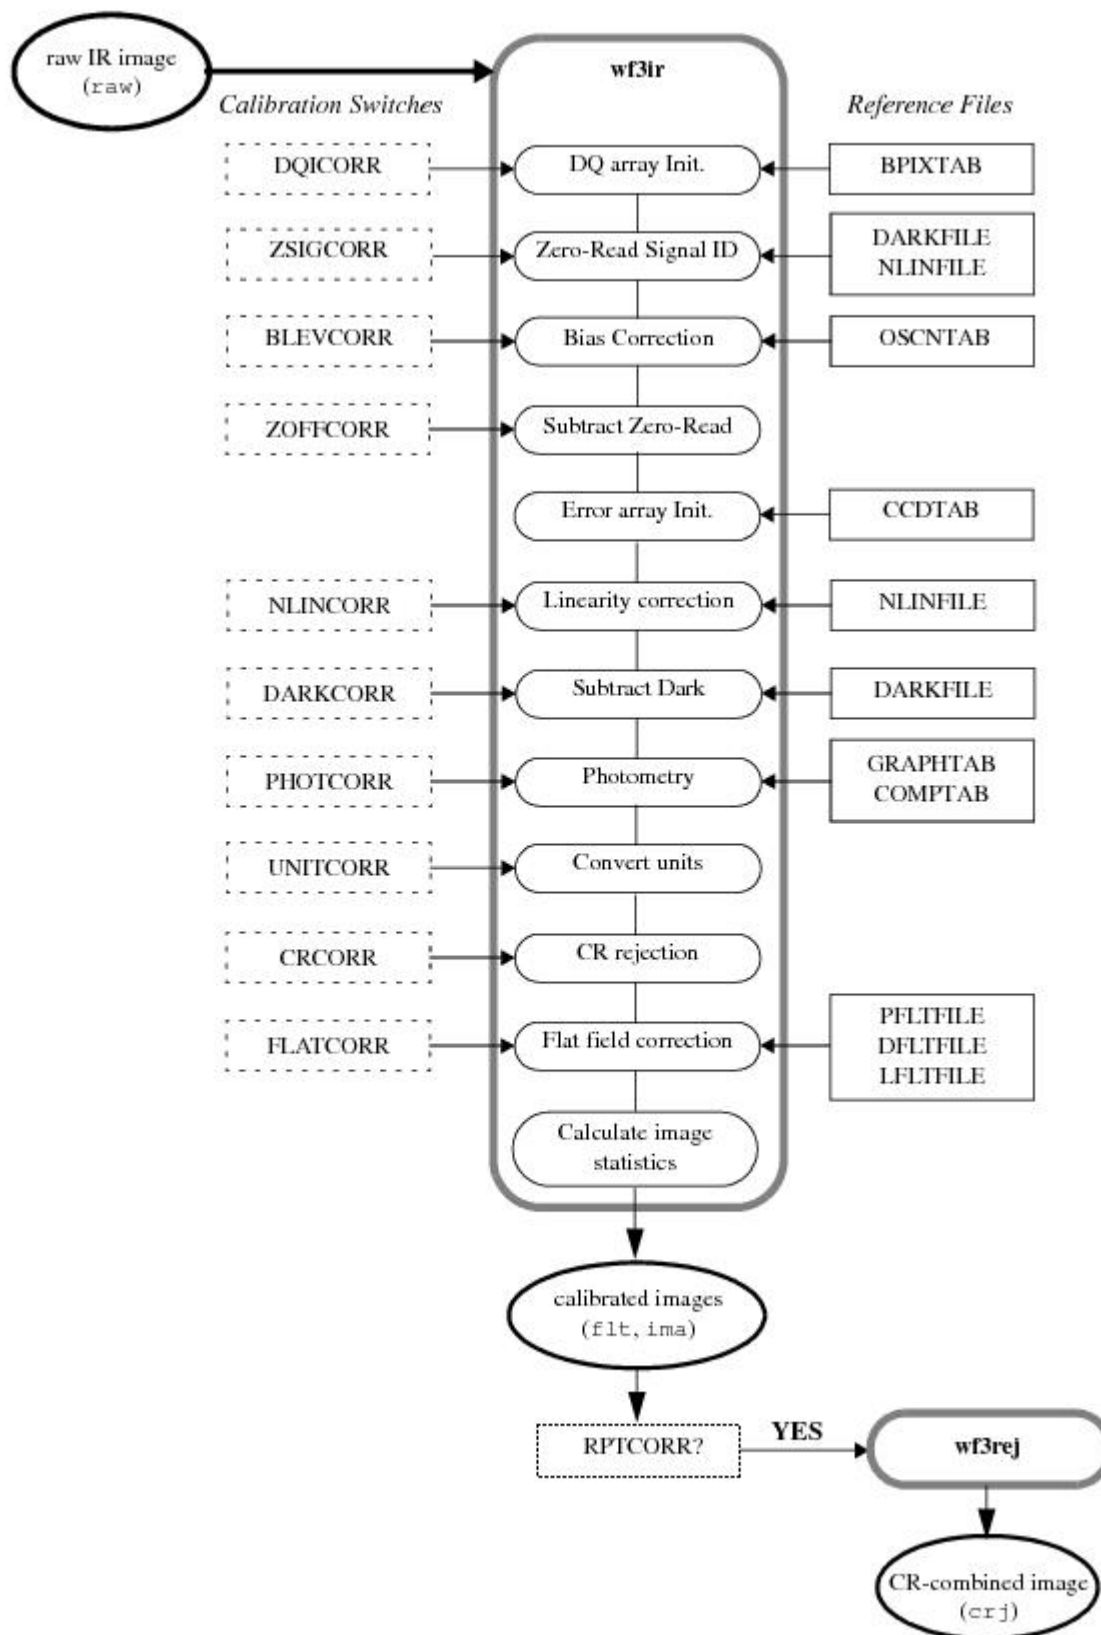 raw IR image
(raw)
wf3ir
Calibration Switches
Reference Files
DQICORR
DQ array Init.
BPIXTAB
ZSIGCORR
Zero-Read Signal ID
DARKFILE
NLINFILE
BLEVCORR
Bias Correction
OSCNTAB
ZOFFCORR
Subtract Zero-Read
Error array Init.
CCDTAB
NLINCORR
Linearity correction
NLINFILE
DARKCORR
Subtract Dark
DARKFILE
PHOTCORR
Photometry
GRAPHTAB
COMPTAB
UNITCORR
Convert units
CRCORR
CR rejection
FLATCORR
Flat field correction
PFLTFILE
DFLTFILE
LFLTFILE
Calculate image
statistics
calibrated images
(flt, ima)
RPTCORR?
YES
wf3rej
CR-combined image
(crj)